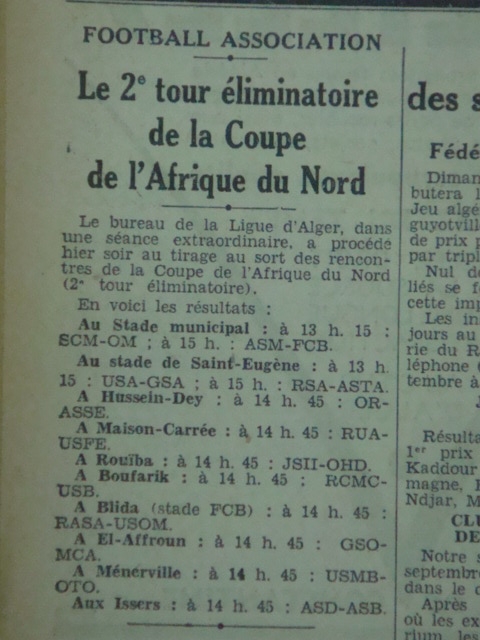 FOOTBALL ASSOCIATION
Le 2e tour éliminatoire
de la Coupe
de l'Afrique du Nord
Le bureau de la Ligue d'Alger, dans
une séance extraordinaire, a procédé
hier soir au tirage au sort des rencon-
tres de la Coupe de l'Afrique du Nord
(2e tour éliminatoire).
En voici les résultats :
Au Stade municipal : à 13 h. 15 :
SCM-OM ; à 15 h. : ASM-FCB.
Au stade de Saint-Eugène : à 13 h.
15 : USA-GSA ; à 15 h. : RSA-ASTA.
A Hussein-Dey : à 14 h. 45 : OR-
ASSE.
A Maison-Carrée : à 14 h. 45 : RUA-
USFE.
A Rouïba : à 14 h. 45 : JSII-OHD.
A Boufarik : à 14 h. 45 : RCMC-
USB.
A Blida (stade FCB) : à 14 h. 45 :
RASA-USOM.
A El-Affroun : à 14 h. 45 : GSO-
MCA.
A Ménerville : à 14 h. 45 : USMB-
OTO.
Aux Issers : à 14 h. 45 : ASD-ASB.
des s
Fédé
Diman
butera l
Jeu algé
guyotvill
de prix p
par tripl
Nul de
liés se f
cette imp
Les in
jours au
rie du R
léphone
tembre à
Résulta
1er prix
Kaddour
magne,
Ndjar, M
CLU
DE
Notre s
septembre
dans le c
Après
où les ex
rium les